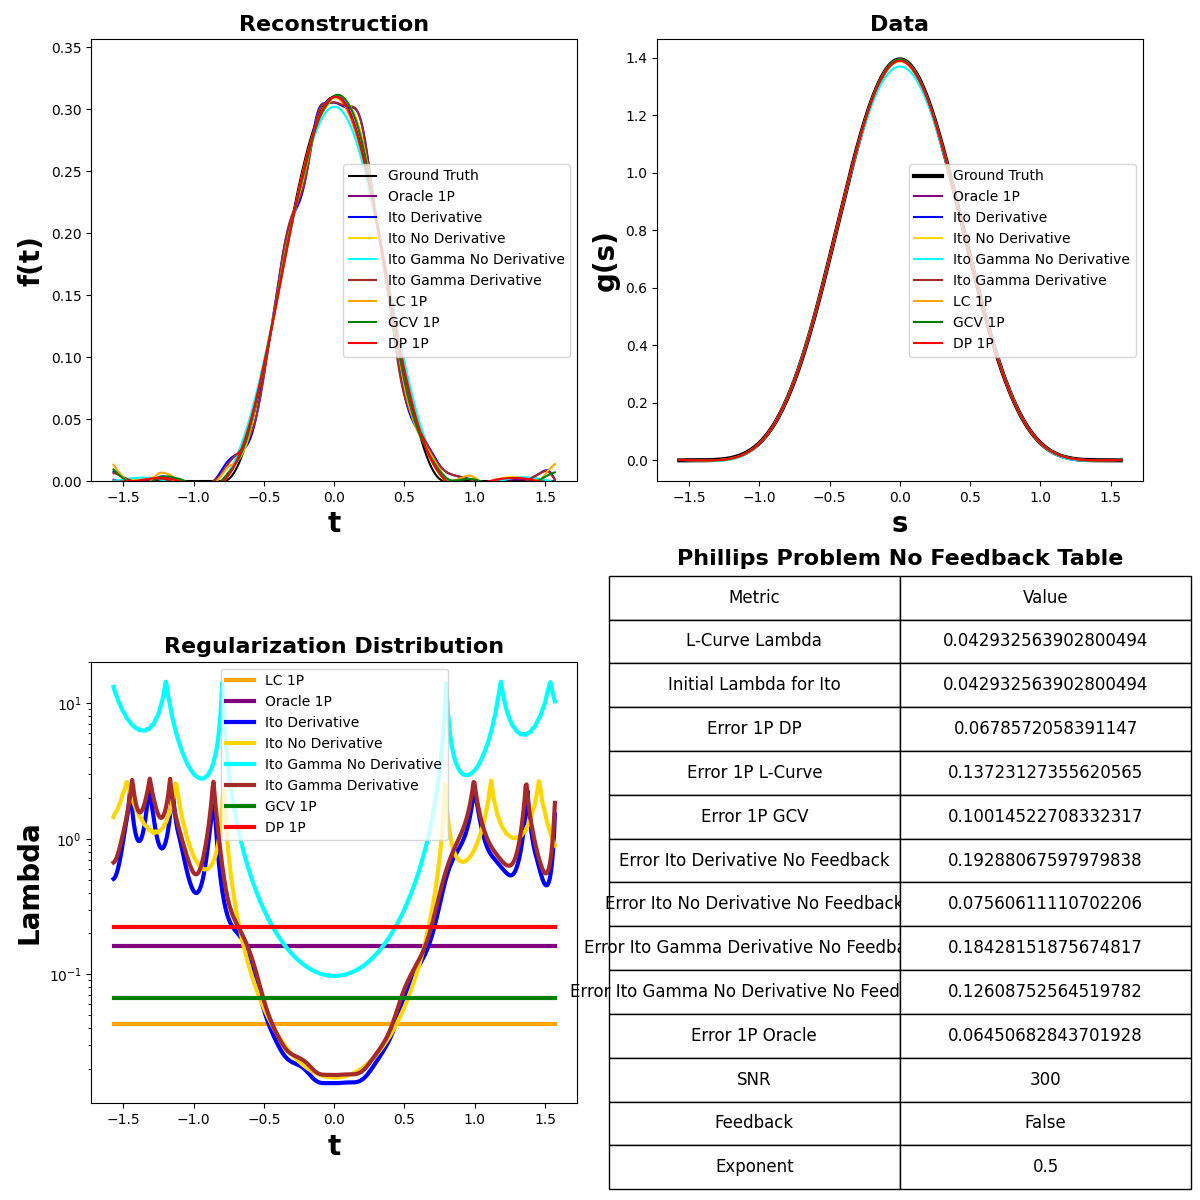 Reconstruction
0.35
0.30
0.25
0.20
0.15
0.10
0.05
0.00
f(t)
Ground Truth
Oracle 1P
Ito Derivative
Ito No Derivative
Ito Gamma No Derivative
Ito Gamma Derivative
LC 1P
GCV 1P
DP 1P
−1.5 −1.0 −0.5 0.0 0.5 1.0 1.5
t
Data
1.4
1.2
1.0
0.8
0.6
0.4
0.2
0.0
g(s)
Ground Truth
Oracle 1P
Ito Derivative
Ito No Derivative
Ito Gamma No Derivative
Ito Gamma Derivative
LC 1P
GCV 1P
DP 1P
−1.5 −1.0 −0.5 0.0 0.5 1.0 1.5
s
Regularization Distribution
10^1
10^0
10^−1
Lambda
LC 1P
Oracle 1P
Ito Derivative
Ito No Derivative
Ito Gamma No Derivative
Ito Gamma Derivative
GCV 1P
DP 1P
−1.5 −1.0 −0.5 0.0 0.5 1.0 1.5
t
Phillips Problem No Feedback Table
Metric Value
L-Curve Lambda 0.042932563902800494
Initial Lambda for Ito 0.042932563902800494
Error 1P DP 0.0678572058391147
Error 1P L-Curve 0.13723127355620565
Error 1P GCV 0.10014522708332317
Error Ito Derivative No Feedback 0.19288067597979838
Error Ito No Derivative No Feedback 0.07560611110702206
Error Ito Gamma Derivative No Feedba 0.18428151875674817
Error Ito Gamma No Derivative No Feed 0.12608752564519782
Error 1P Oracle 0.06450682843701928
SNR 300
Feedback False
Exponent 0.5